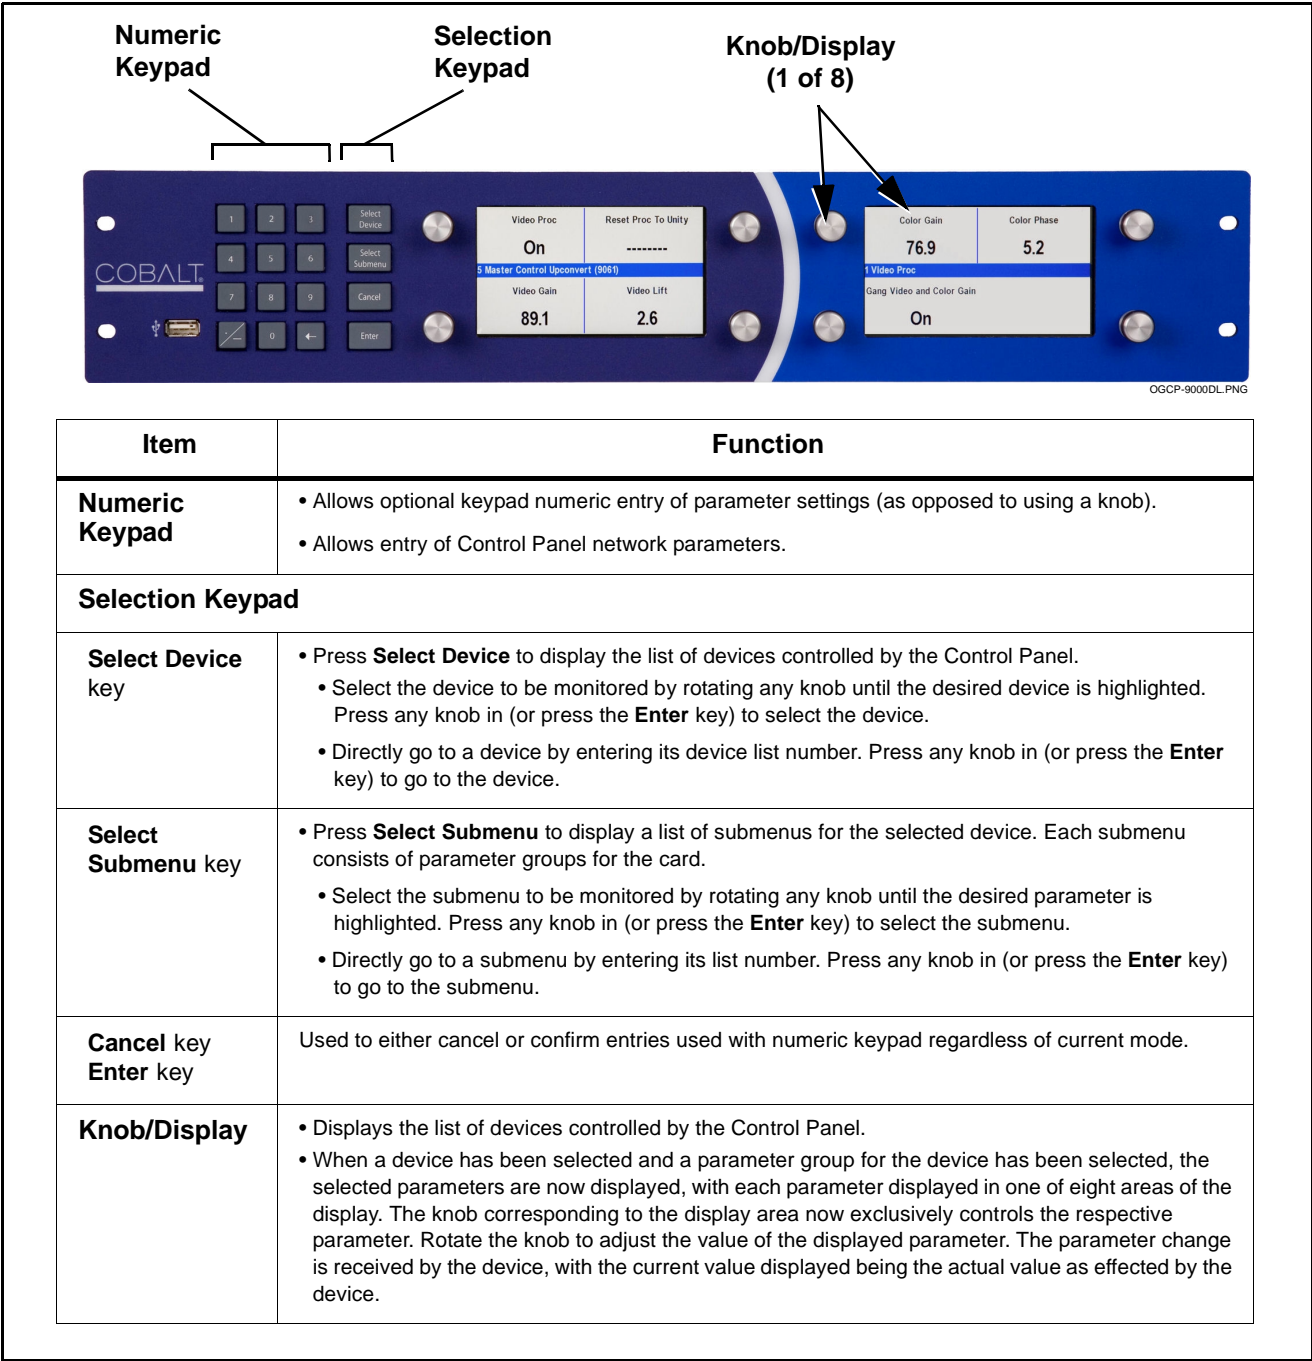 Numeric
Keypad
Selection
Keypad
Knob/Display
(1 of 8)
COBALT
1 2 3 Select Device
4 5 6 Select Submenu
7 8 9 Cancel
0 ← Enter
Video Proc Reset Proc To Unity
On --------
5 Master Control Upconvert (9061)
Video Gain Video Lift
89.1 2.6
Color Gain Color Phase
76.9 5.2
1 Video Proc
Gang Video and Color Gain
On
OGCP-9000DL.PNG
Item Function
Numeric
Keypad
• Allows optional keypad numeric entry of parameter settings (as opposed to using a knob).
• Allows entry of Control Panel network parameters.
Selection Keypad
Select Device
key
• Press Select Device to display the list of devices controlled by the Control Panel.
• Select the device to be monitored by rotating any knob until the desired device is highlighted.
Press any knob in (or press the Enter key) to select the device.
• Directly go to a device by entering its device list number. Press any knob in (or press the Enter
key) to go to the device.
Select
Submenu key
• Press Select Submenu to display a list of submenus for the selected device. Each submenu
consists of parameter groups for the card.
• Select the submenu to be monitored by rotating any knob until the desired parameter is
highlighted. Press any knob in (or press the Enter key) to select the submenu.
• Directly go to a submenu by entering its list number. Press any knob in (or press the Enter key)
to go to the submenu.
Cancel key
Enter key
Used to either cancel or confirm entries used with numeric keypad regardless of current mode.
Knob/Display
• Displays the list of devices controlled by the Control Panel.
• When a device has been selected and a parameter group for the device has been selected, the
selected parameters are now displayed, with each parameter displayed in one of eight areas of the
display. The knob corresponding to the display area now exclusively controls the respective
parameter. Rotate the knob to adjust the value of the displayed parameter. The parameter change
is received by the device, with the current value displayed being the actual value as effected by the
device.